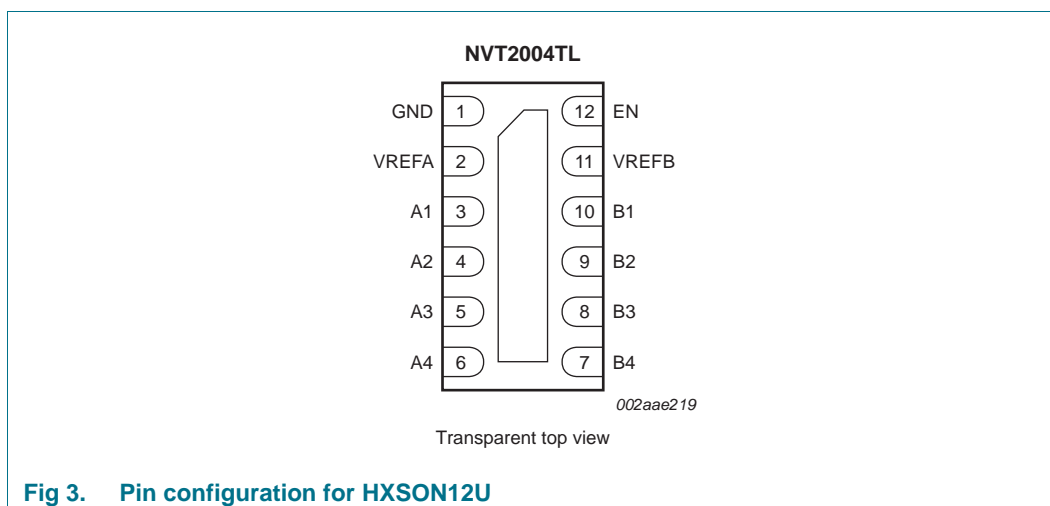 NVT2004TL
GND 1 12 EN
VREFA 2 11 VREFB
A1 3 10 B1
A2 4 9 B2
A3 5 8 B3
A4 6 7 B4
002aae219
Transparent top view
Fig 3. Pin configuration for HXSON12U